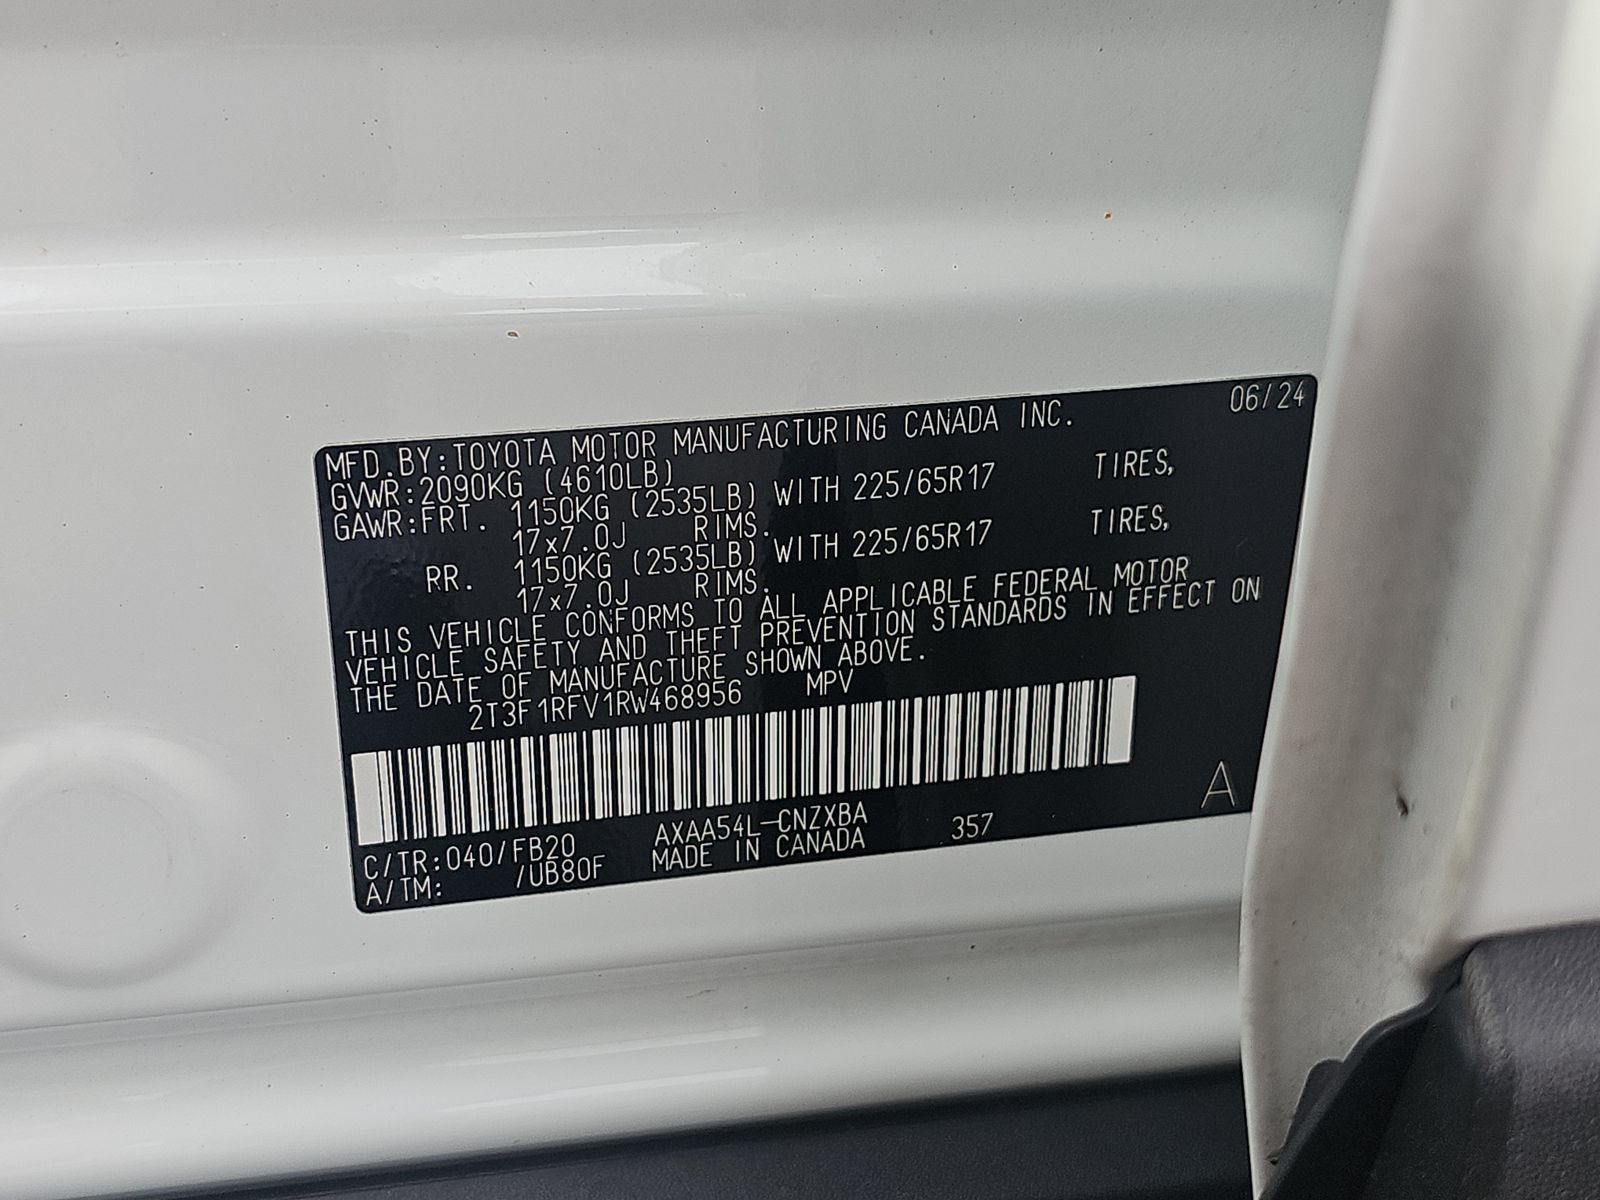 06/24
MFD.BY:TOYOTA MOTOR MANUFACTURING CANADA INC.
GVWR:2090KG (4610LB)
GAWR:FRT. 1150KG (2535LB) WITH 225/65R17 TIRES,
17x7.0J RIMS.
RR. 1150KG (2535LB) WITH 225/65R17 TIRES,
17x7.0J RIMS.
THIS VEHICLE CONFORMS TO ALL APPLICABLE FEDERAL MOTOR
VEHICLE SAFETY AND THEFT PREVENTION STANDARDS IN EFFECT ON
THE DATE OF MANUFACTURE SHOWN ABOVE.
2T3F1RFV1RW468956 MPV
A
C/TR:040/FB20 AXAA54L-CNZXBA 357
A/TM: /UB80F MADE IN CANADA